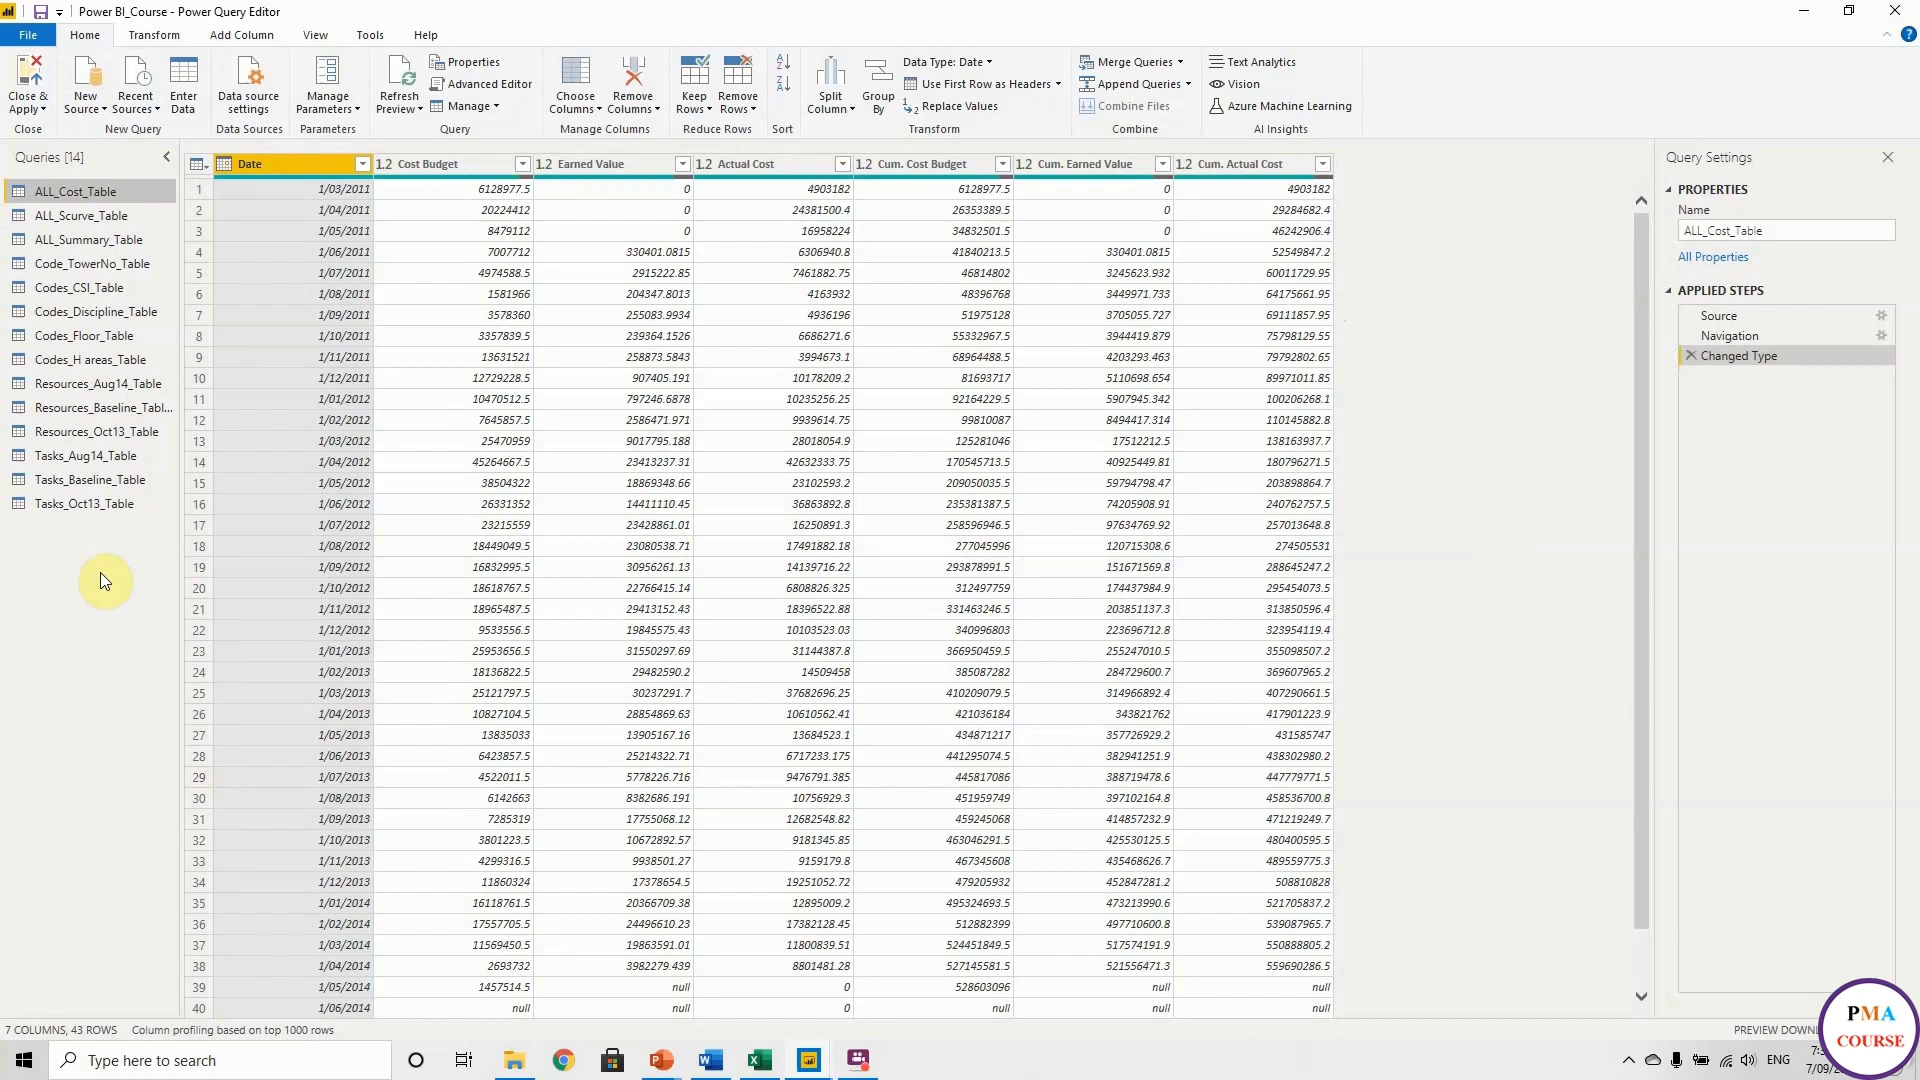 Power BI_Course - Power Query Editor
File Home Transform Add Column View Tools Help
Close & Apply
New Source
Recent Sources
Enter Data
Data source settings
Manage Parameters
Refresh Preview
Properties
Advanced Editor
Manage
Choose Columns
Remove Columns
Keep Rows
Remove Rows
Split Column
Group By
Data Type: Date
Use First Row as Headers
Replace Values
Merge Queries
Append Queries
Combine Files
Text Analytics
Vision
Azure Machine Learning
Close New Query Data Sources Parameters Query Manage Columns Reduce Rows Sort Transform Combine AI Insights
Queries [14]
ALL_Cost_Table
ALL_Scurve_Table
ALL_Summary_Table
Code_TowerNo_Table
Codes_CSI_Table
Codes_Discipline_Table
Codes_Floor_Table
Codes_H areas_Table
Resources_Aug14_Table
Resources_Baseline_Tabl...
Resources_Oct13_Table
Tasks_Aug14_Table
Tasks_Baseline_Table
Tasks_Oct13_Table
Date 1.2 Cost Budget 1.2 Earned Value 1.2 Actual Cost 1.2 Cum. Cost Budget 1.2 Cum. Earned Value 1.2 Cum. Actual Cost
1 1/03/2011 6128977.5 0 4903182 6128977.5 0 4903182
2 1/04/2011 20224412 0 24381500.4 26353389.5 0 29284682.4
3 1/05/2011 8479112 0 16958224 34832501.5 0 46242906.4
4 1/06/2011 7007712 330401.0815 6306940.8 41840213.5 330401.0815 52549847.2
5 1/07/2011 4974588.5 2915222.85 7461882.75 46814802 3245623.932 60011729.95
6 1/08/2011 1581966 204347.8013 4163932 48396768 3449971.733 64175661.95
7 1/09/2011 3578360 255083.9934 4936196 51975128 3705055.727 69111857.95
8 1/10/2011 3357839.5 239364.1526 6686271.6 55332967.5 3944419.879 75798129.55
9 1/11/2011 13631521 258873.5843 3994673.1 68964488.5 4203293.463 79792802.65
10 1/12/2011 12729228.5 907405.191 10178209.2 81693717 5110698.654 89971011.85
11 1/01/2012 10470512.5 797246.6878 10235256.25 92164229.5 5907945.342 100206268.1
12 1/02/2012 7645857.5 2586471.971 9939614.75 99810087 8494417.314 110145882.8
13 1/03/2012 25470959 9017795.188 28018054.9 125281046 17512212.5 138163937.7
14 1/04/2012 45264667.5 23413237.31 42632333.75 170545713.5 40925449.81 180796271.5
15 1/05/2012 38504322 18869348.66 23102593.2 209050035.5 59794798.47 203898864.7
16 1/06/2012 26331352 14411110.45 36863892.8 235381387.5 74205908.91 240762757.5
17 1/07/2012 23215559 23428861.01 16250891.3 258596946.5 97634769.92 257013648.8
18 1/08/2012 18449049.5 23080538.71 17491882.18 277045996 120715308.6 274505531
19 1/09/2012 16832995.5 30956261.13 14139716.22 293878991.5 151671569.8 288645247.2
20 1/10/2012 18618767.5 22766415.14 6808826.325 312497759 174437984.9 295454073.5
21 1/11/2012 18965487.5 29413152.43 18396522.88 331463246.5 203851137.3 313850596.4
22 1/12/2012 9533556.5 19845575.43 10103523.03 340996803 223696712.8 323954119.4
23 1/01/2013 25953656.5 31550297.69 31144387.8 366950459.5 255247010.5 355098507.2
24 1/02/2013 18136822.5 29482590.2 14509458 385087282 284729600.7 369607965.2
25 1/03/2013 25121797.5 30237291.7 37682696.25 410209079.5 314966892.4 407290661.5
26 1/04/2013 10827104.5 28854869.63 10610562.41 421036184 343821762 417901223.9
27 1/05/2013 13835033 13905167.16 13684523.1 434871217 357726929.2 431585747
28 1/06/2013 6423857.5 25214322.71 6717233.175 441295074.5 382941251.9 438302980.2
29 1/07/2013 4522011.5 5778226.716 9476791.385 445817086 388719478.6 447779771.5
30 1/08/2013 6142663 8382686.191 10756929.3 451959749 397102164.8 458536700.8
31 1/09/2013 7285319 17755068.12 12682548.82 459245068 414857232.9 471219249.7
32 1/10/2013 3801223.5 10672892.57 9181345.85 463046291.5 425530125.5 480400595.5
33 1/11/2013 4299316.5 9938501.27 9159179.8 467345608 435468626.7 489559775.3
34 1/12/2013 11860324 17378654.5 19251052.72 479205932 452847281.2 508810828
35 1/01/2014 16118761.5 20366709.38 12895009.2 495324693.5 473213990.6 521705837.2
36 1/02/2014 17557705.5 24496610.23 17382128.45 512882399 497710600.8 539087965.7
37 1/03/2014 11569450.5 19863591.01 11800839.51 524451849.5 517574191.9 550888805.2
38 1/04/2014 2693732 3982279.439 8801481.28 527145581.5 521556471.3 559690286.5
39 1/05/2014 1457514.5 null 0 528603096 null null
40 1/06/2014 null null 0 null null null
Query Settings
PROPERTIES
Name
ALL_Cost_Table
All Properties
APPLIED STEPS
Source
Navigation
Changed Type
7 COLUMNS, 43 ROWS Column profiling based on top 1000 rows
PREVIEW
PMA
COURSE
Type here to search
ENG